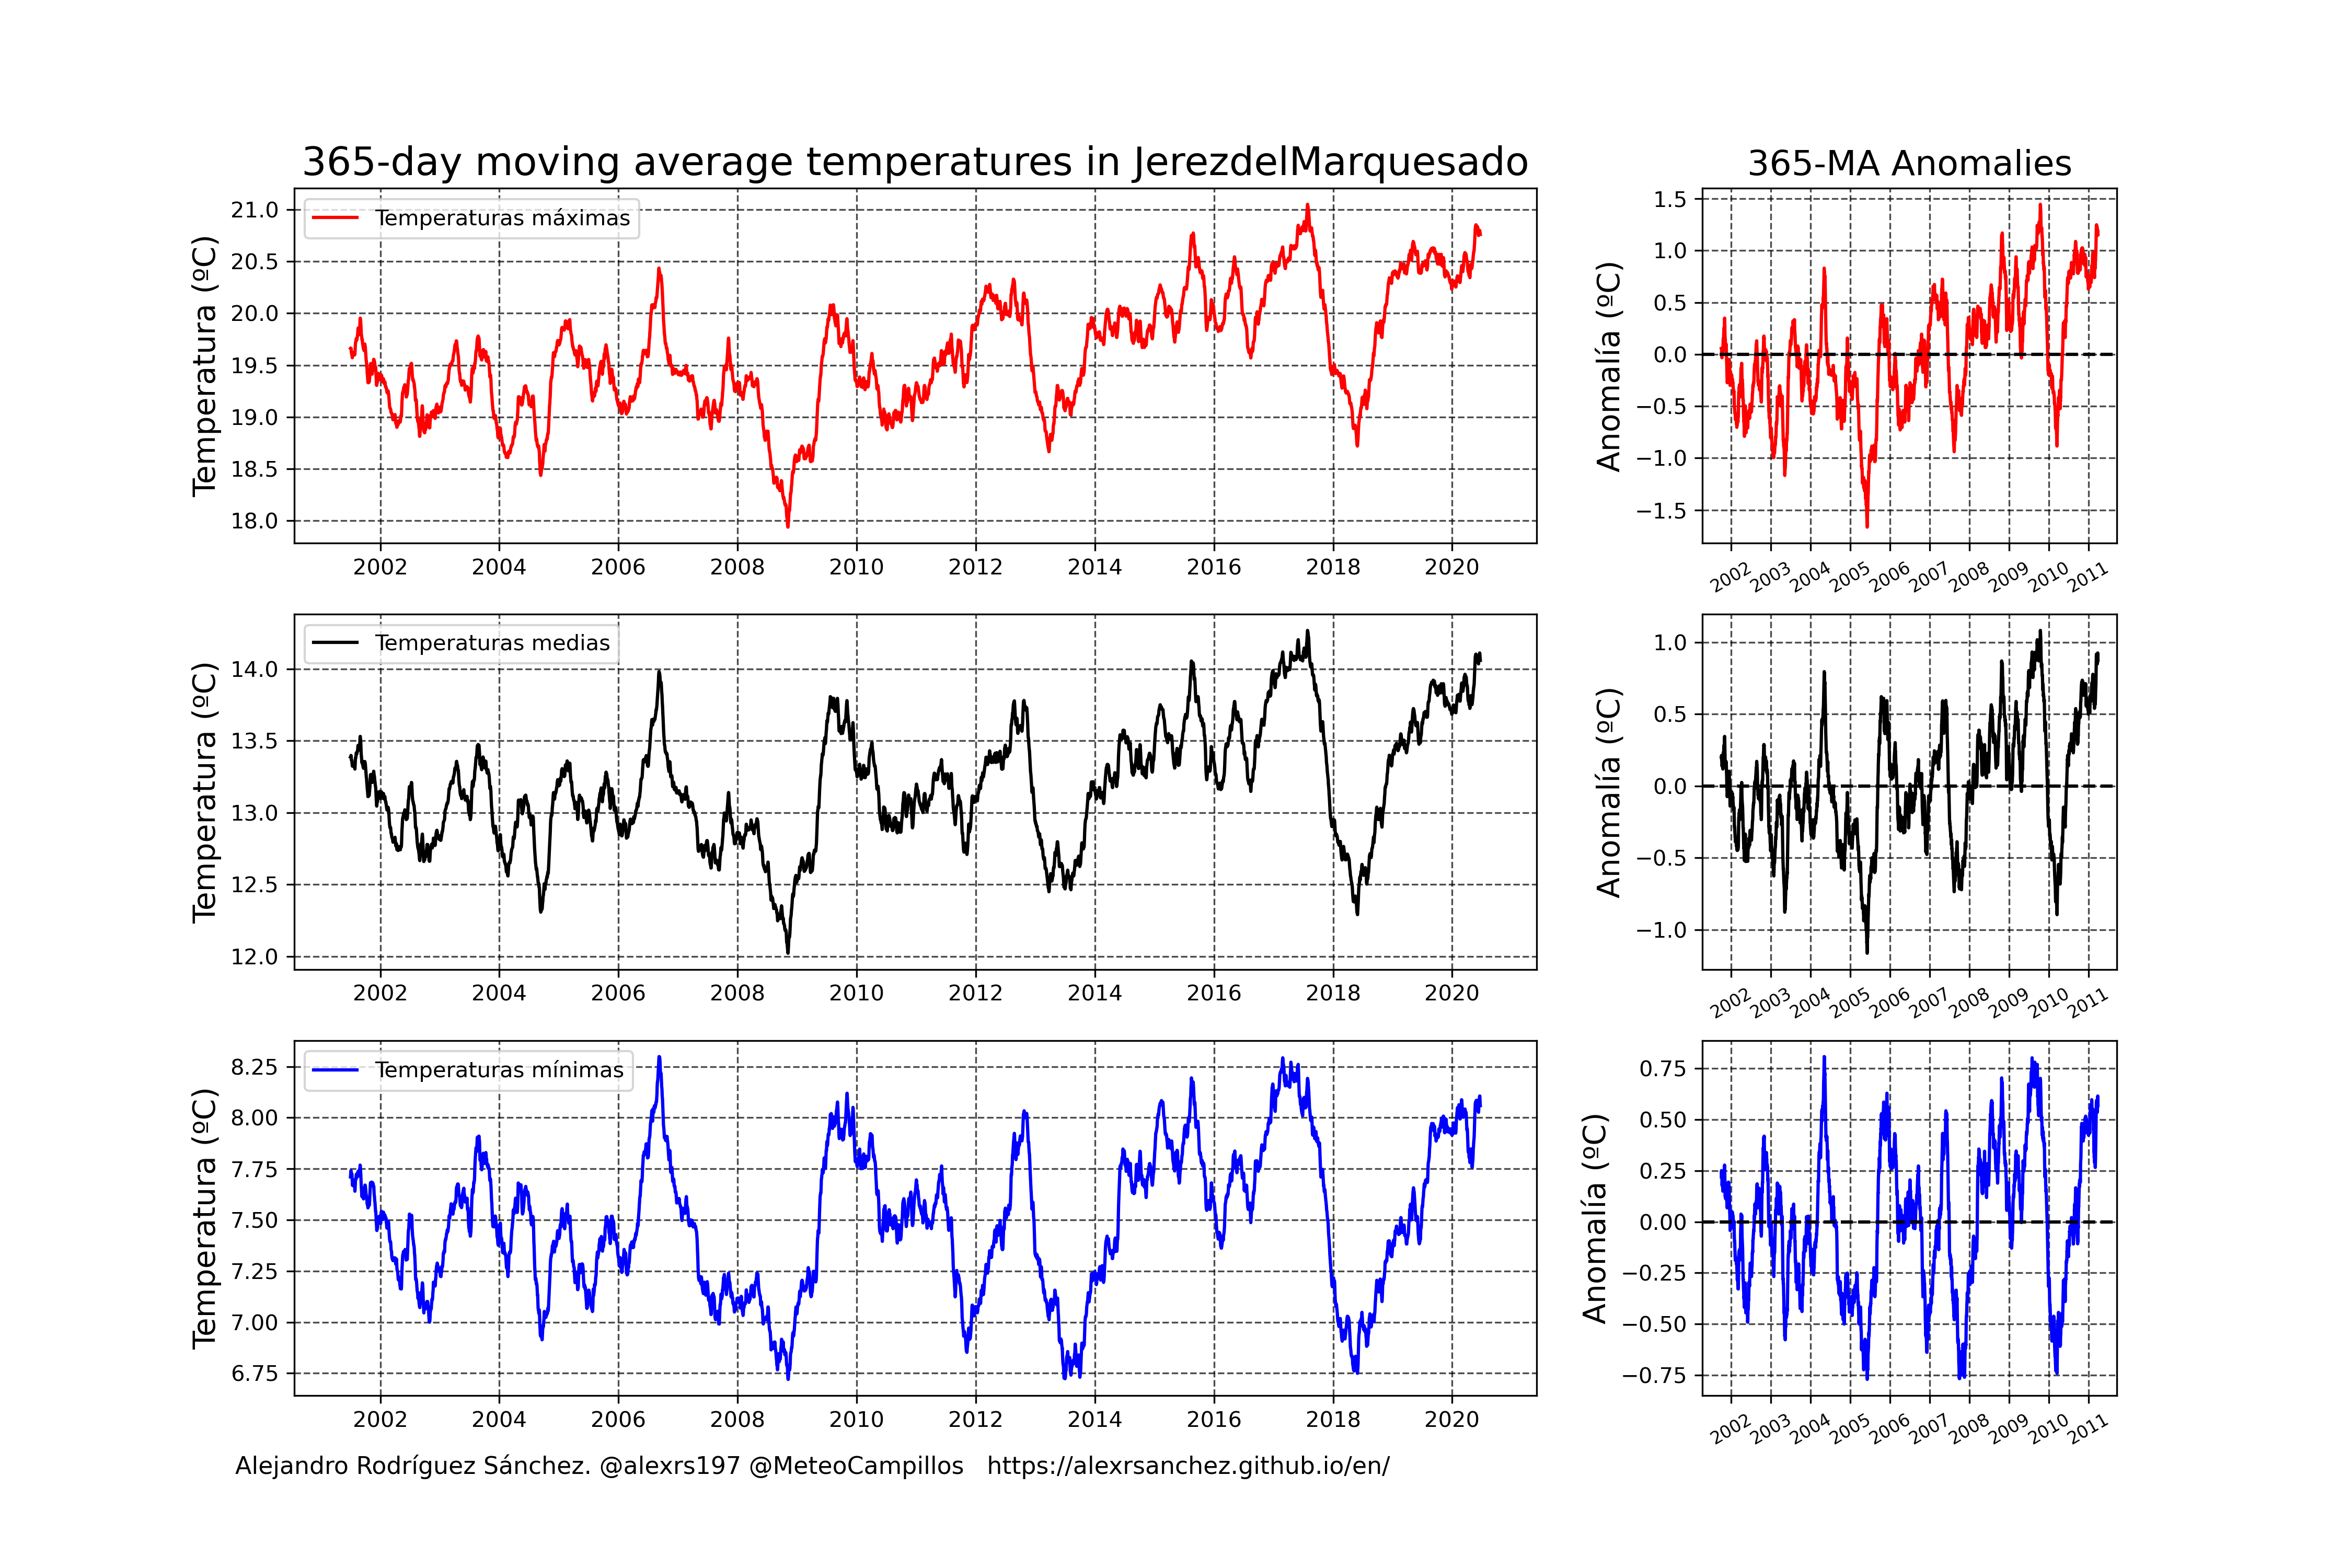 365-day moving average temperatures in JerezdelMarquesado
365-MA Anomalies
Temperatura (ºC)
21.0
20.5
20.0
19.5
19.0
18.5
18.0
Temperaturas máximas
2002 2004 2006 2008 2010 2012 2014 2016 2018 2020
Anomalía (ºC)
1.5
1.0
0.5
0.0
−0.5
−1.0
−1.5
2002 2003 2004 2005 2006 2007 2008 2009 2010 2011
Temperatura (ºC)
14.0
13.5
13.0
12.5
12.0
Temperaturas medias
2002 2004 2006 2008 2010 2012 2014 2016 2018 2020
Anomalía (ºC)
1.0
0.5
0.0
−0.5
−1.0
2002 2003 2004 2005 2006 2007 2008 2009 2010 2011
Temperatura (ºC)
8.25
8.00
7.75
7.50
7.25
7.00
6.75
Temperaturas mínimas
2002 2004 2006 2008 2010 2012 2014 2016 2018 2020
Anomalía (ºC)
0.75
0.50
0.25
0.00
−0.25
−0.50
−0.75
2002 2003 2004 2005 2006 2007 2008 2009 2010 2011
Alejandro Rodríguez Sánchez. @alexrs197 @MeteoCampillos https://alexrsanchez.github.io/en/